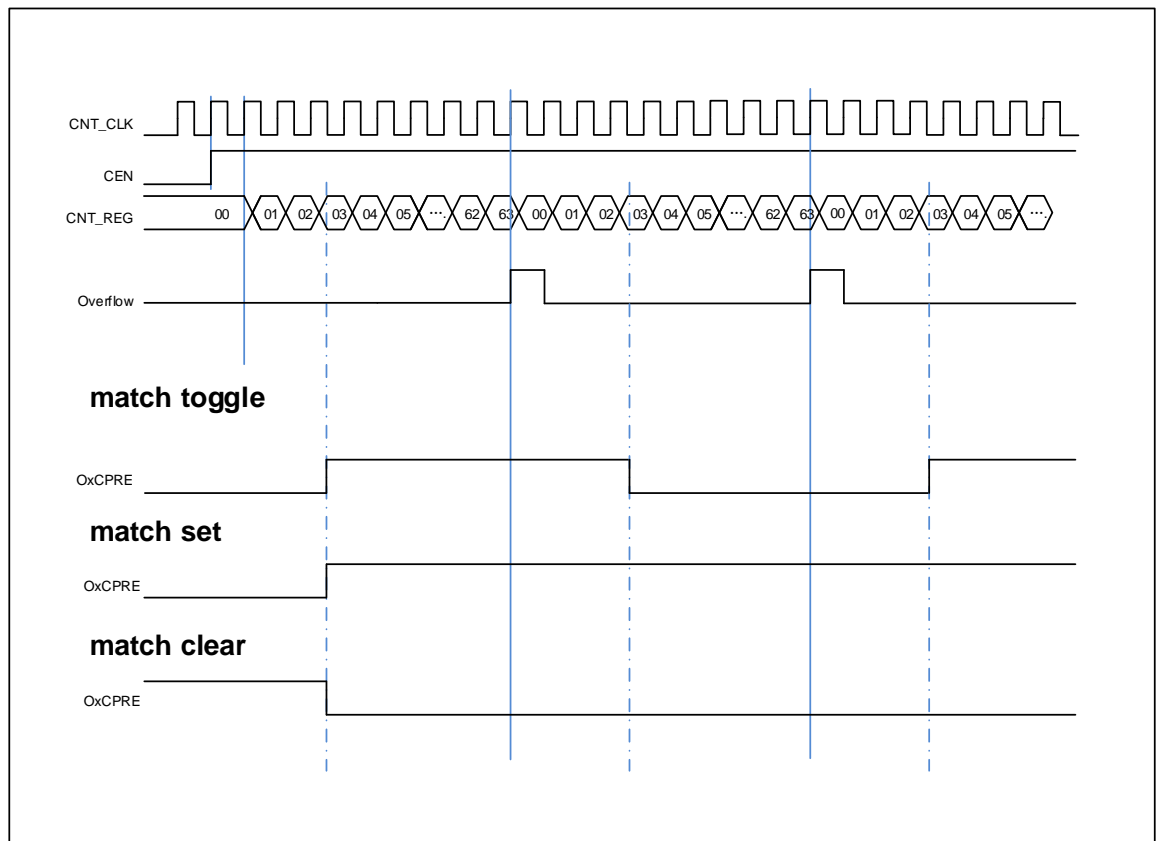 CNT_CLK
CEN
CNT_REG 00 01 02 03 04 05 ···. 62 63 00 01 02 03 04 05 ···. 62 63 00 01 02 03 04 05 ···.
Overflow
match toggle
OxCPRE
match set
OxCPRE
match clear
OxCPRE